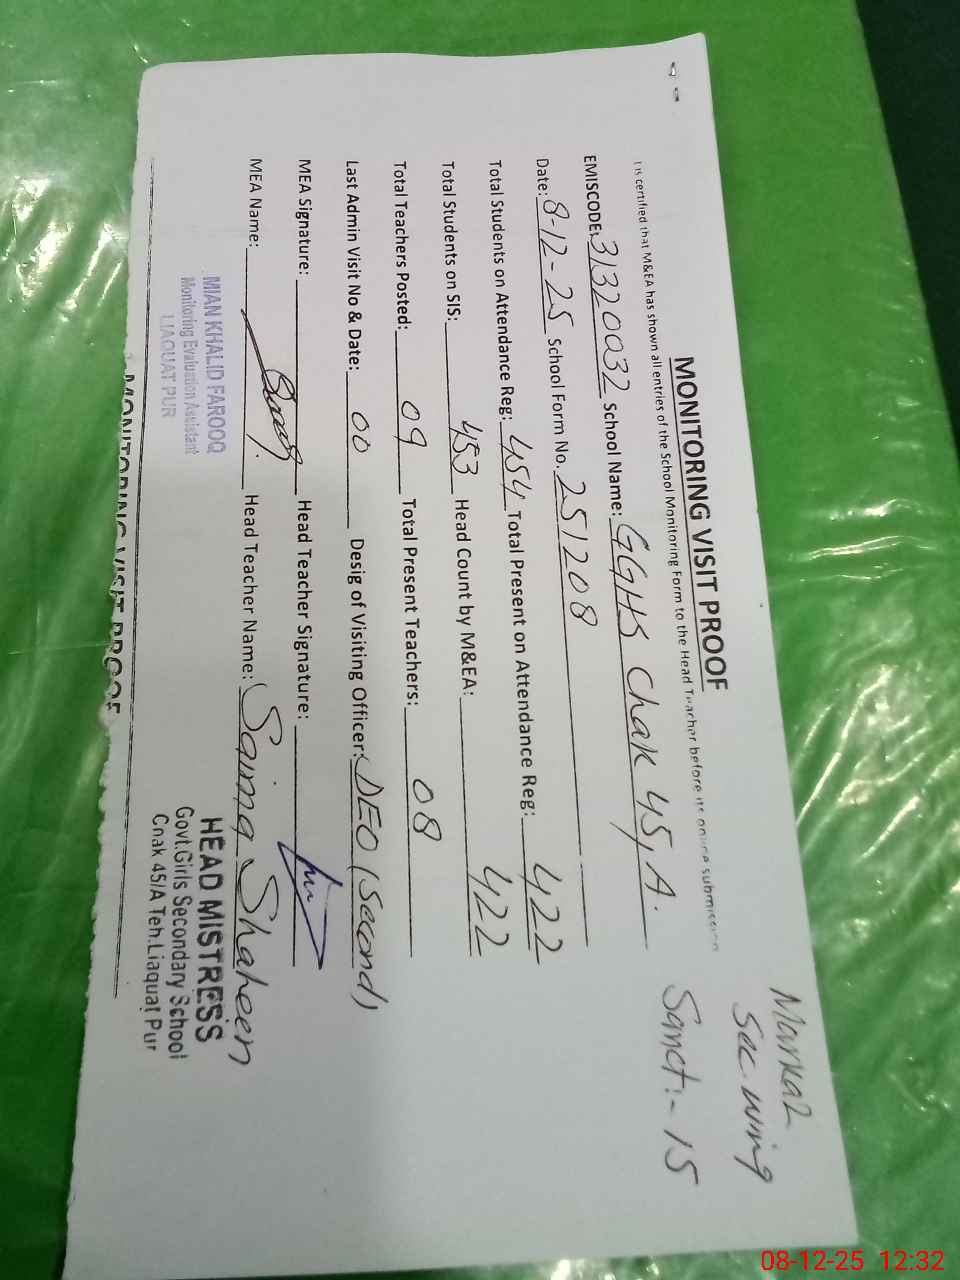 Markaz
Sec. wing
Sanct:- 15
MONITORING VISIT PROOF
It is certified that M&EA has shown all entries of the School Monitoring Form to the Head Teacher before its online submission
EMISCODE: 31320032 School Name: GGHS Chak 45/A.
Date: 8-12-25 School Form No. 251208
Total Students on Attendance Reg: 454 Total Present on Attendance Reg: 422
Total Students on SIS: 453 Head Count by M&EA: 422
Total Teachers Posted: 09 Total Present Teachers: 08
Last Admin Visit No & Date: 00 Desig of Visiting Officer: DEO (Second)
MEA Signature: Head Teacher Signature:
MEA Name: Head Teacher Name: Saima Shaheen
MIAN KHALID FAROOQ
Monitoring Evaluation Assistant
LIAQUAT PUR
HEAD MISTRESS
Govt.Girls Secondary School
Chak 45/A Teh.Liaquat Pur
MONITORING VISIT PROOF
08-12-25 12:32